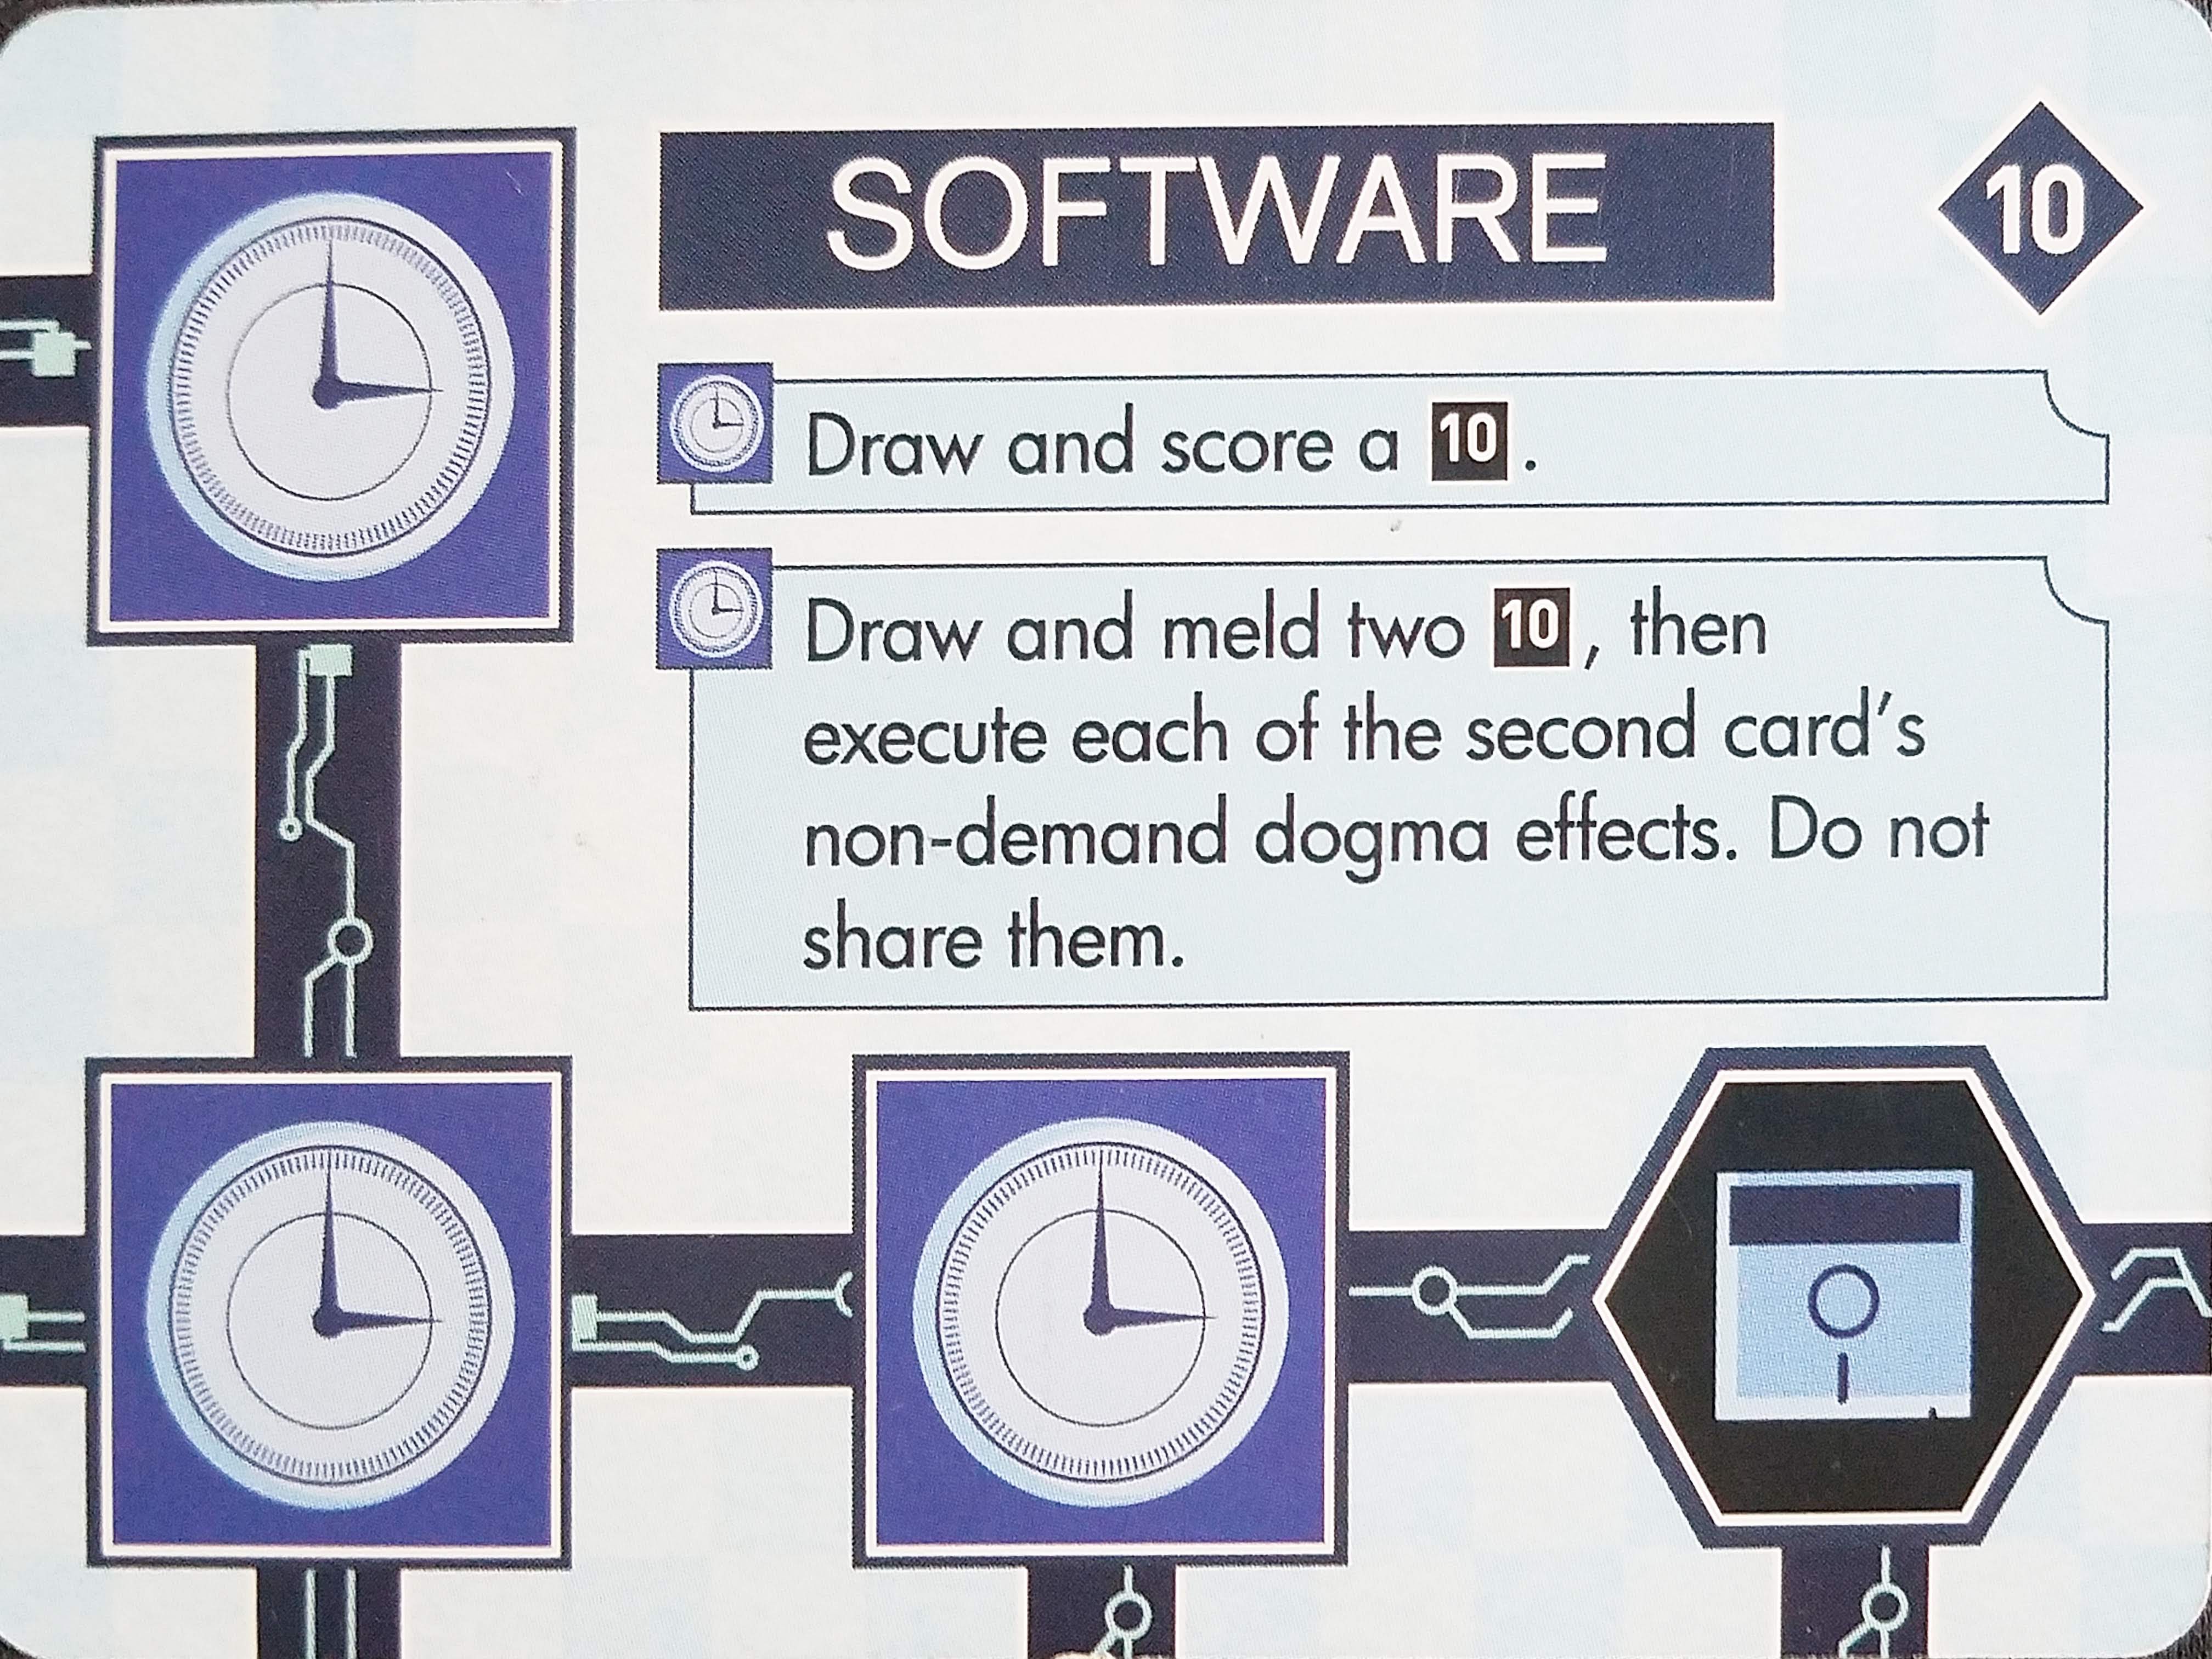 SOFTWARE
10
Draw and score a 10.
Draw and meld two 10, then
execute each of the second card's
non-demand dogma effects. Do not
share them.